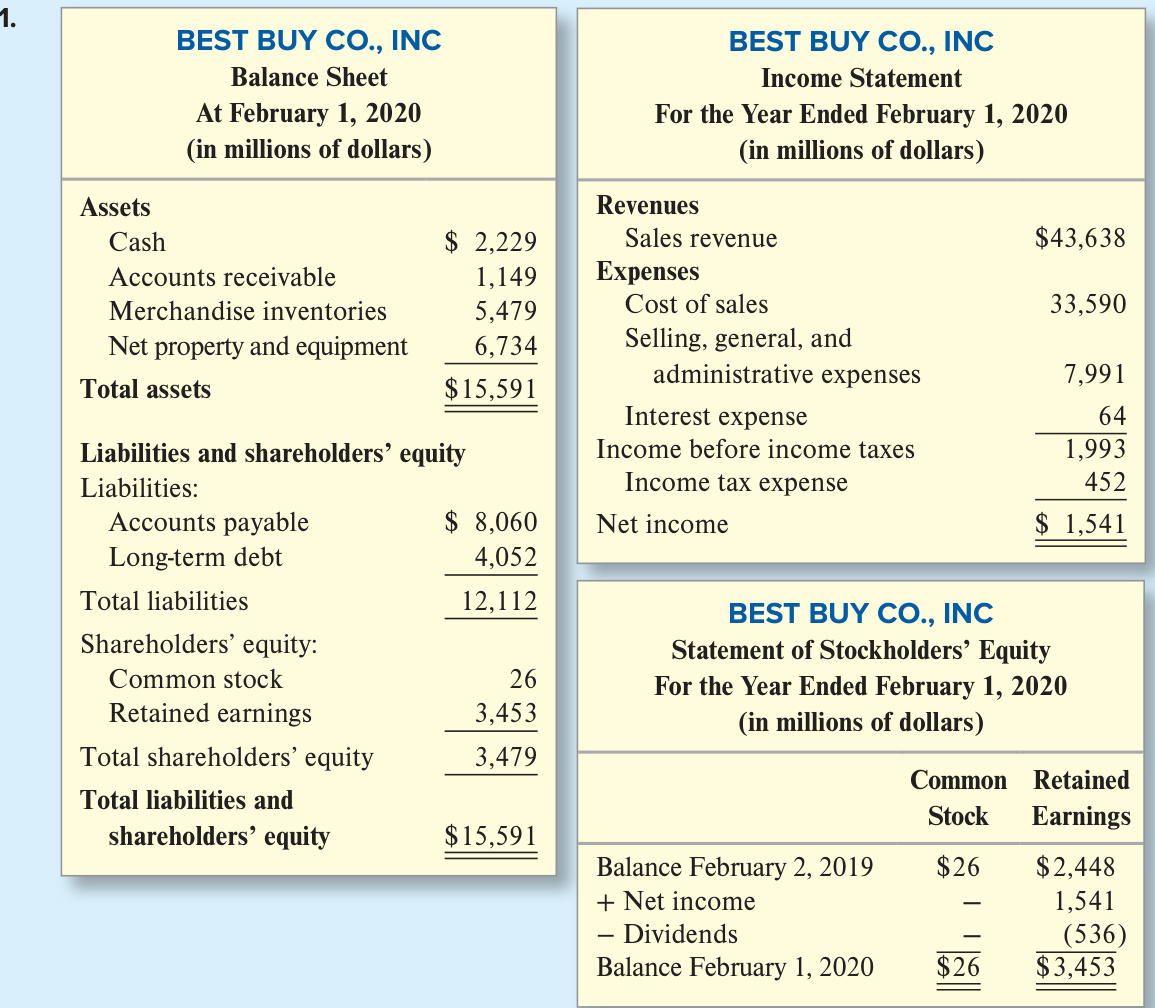 1.
BEST BUY CO., INC
Balance Sheet
At February 1, 2020
(in millions of dollars)
Assets
Cash $ 2,229
Accounts receivable 1,149
Merchandise inventories 5,479
Net property and equipment 6,734
Total assets $15,591
Liabilities and shareholders’ equity
Liabilities:
Accounts payable $ 8,060
Long-term debt 4,052
Total liabilities 12,112
Shareholders’ equity:
Common stock 26
Retained earnings 3,453
Total shareholders’ equity 3,479
Total liabilities and
shareholders’ equity $15,591
BEST BUY CO., INC
Income Statement
For the Year Ended February 1, 2020
(in millions of dollars)
Revenues
Sales revenue $43,638
Expenses
Cost of sales 33,590
Selling, general, and
administrative expenses 7,991
Interest expense 64
Income before income taxes 1,993
Income tax expense 452
Net income $ 1,541
BEST BUY CO., INC
Statement of Stockholders’ Equity
For the Year Ended February 1, 2020
(in millions of dollars)
Common Retained
Stock Earnings
Balance February 2, 2019 $26 $2,448
+ Net income – 1,541
– Dividends – (536)
Balance February 1, 2020 $26 $3,453